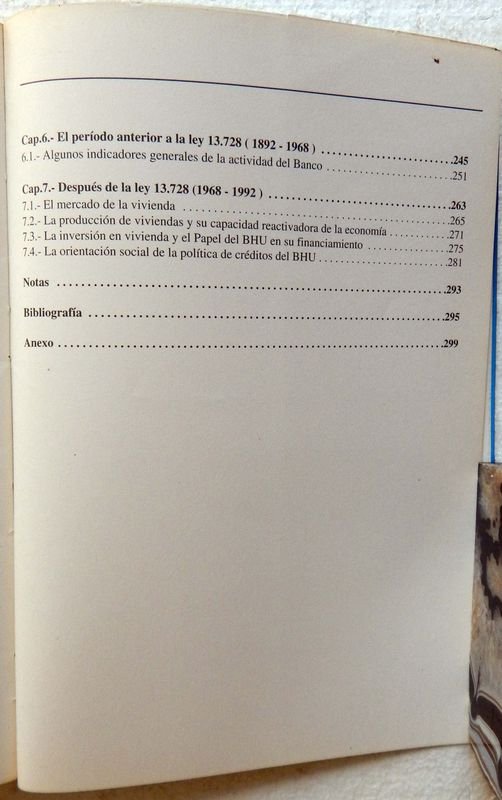 Cap.6.- El período anterior a la ley 13.728 ( 1892 - 1968 ) ........................245
6.1.- Algunos indicadores generales de la actividad del Banco ........................251
Cap.7.- Después de la ley 13.728 (1968 - 1992 ) ....................................263
7.1.- El mercado de la vivienda ....................................................265
7.2.- La producción de viviendas y su capacidad reactivadora de la economía ..........271
7.3.- La inversión en vivienda y el Papel del BHU en su financiamiento ..............275
7.4.- La orientación social de la política de créditos del BHU ......................281
Notas ..............................................................293
Bibliografía ........................................................295
Anexo ..............................................................299